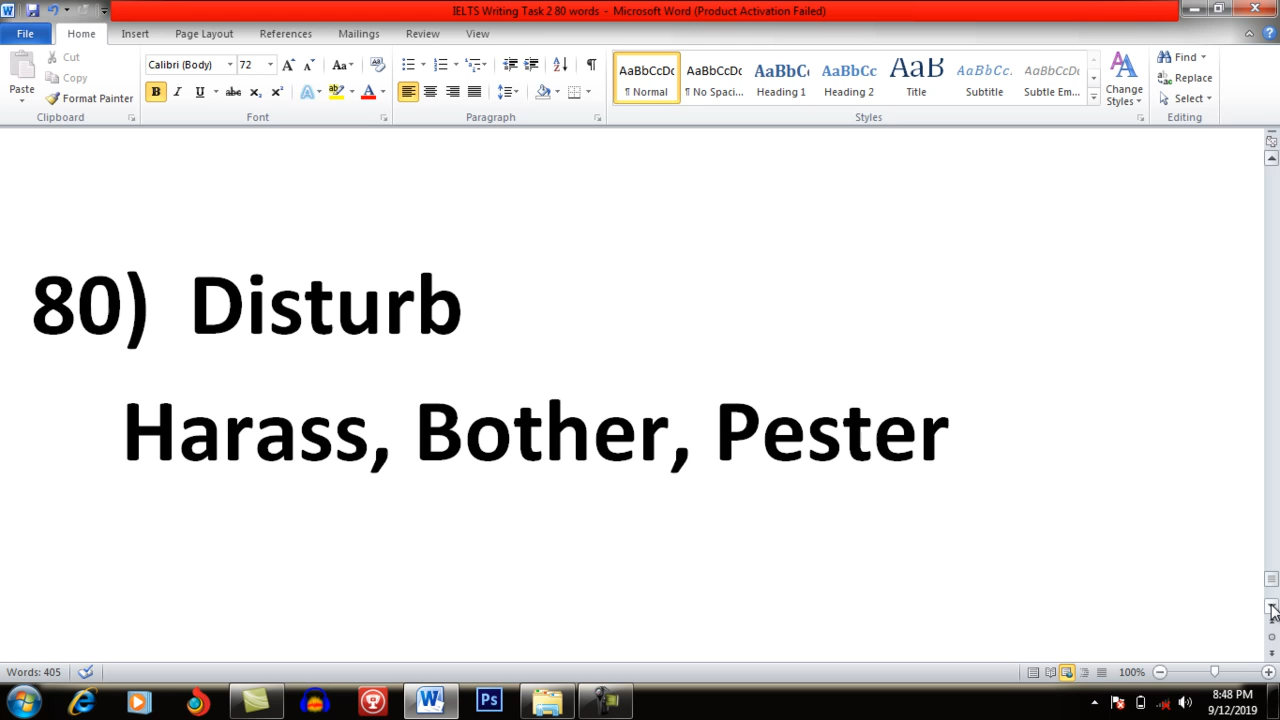 IELTS Writing Task 2 80 words - Microsoft Word (Product Activation Failed)
File Home Insert Page Layout References Mailings Review View
Cut
Copy
Format Painter
Paste
Clipboard
Calibri (Body) 72
Font
Paragraph
AaBbCcDc AaBbCcDc AaBbCc AaBbCc AaB AaBbCc. AaBbCcDc
¶ Normal ¶ No Spaci... Heading 1 Heading 2 Title Subtitle Subtle Em...
Change Styles
Styles
Find
Replace
Select
Editing
80) Disturb
Harass, Bother, Pester
Words: 405
100%
8:48 PM
9/12/2019